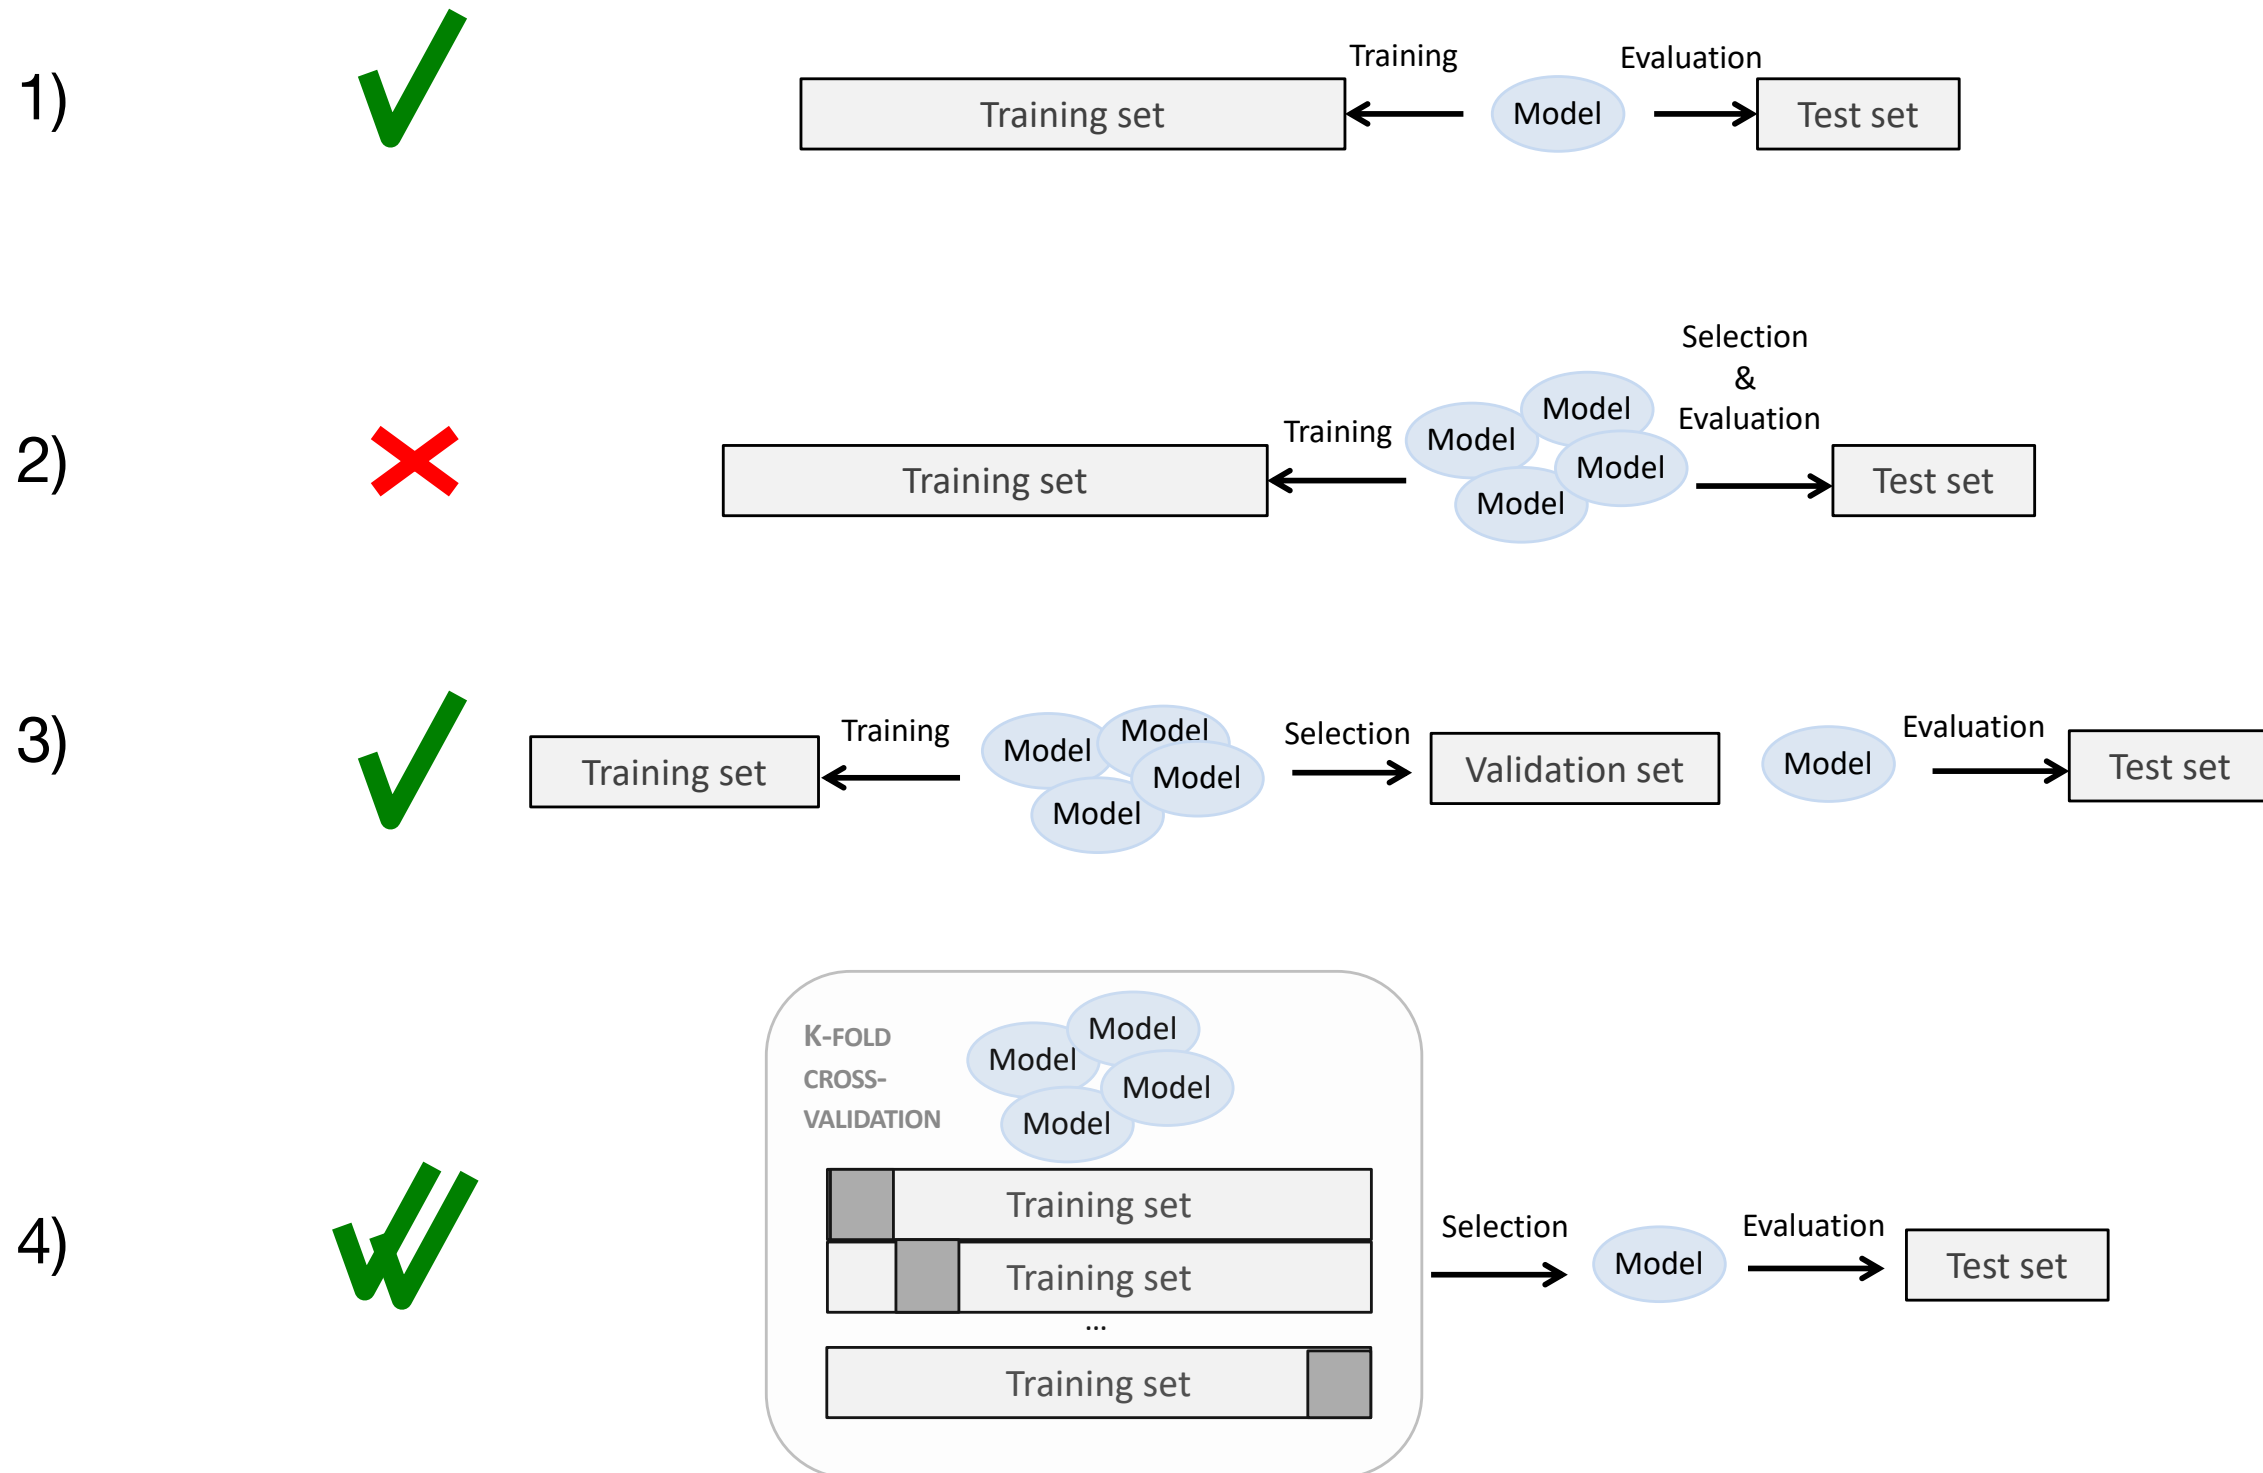 1)
Training
Evaluation
Training set
Model
Test set
2)
Selection
&
Evaluation
Training
Model
Model
Model
Model
Training set
Test set
3)
Training
Model
Model
Model
Model
Selection
Evaluation
Training set
Validation set
Model
Test set
4)
K-FOLD
CROSS-
VALIDATION
Model
Model
Model
Model
Training set
Training set
...
Training set
Selection
Model
Evaluation
Test set